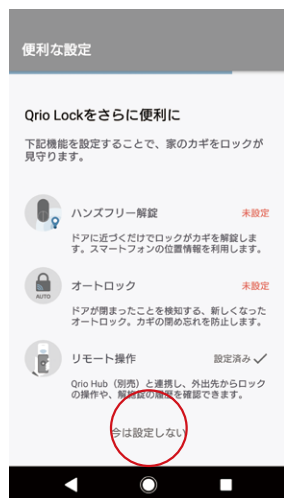 便利な設定
Qrio Lockをさらに便利に
下記機能を設定することで、家のカギをロックが
見守ります。
ハンズフリー解錠 未設定
ドアに近づくだけでロックがカギを解錠しま
す。スマートフォンの位置情報を利用します。
オートロック 未設定
AUTO
ドアが閉まったことを検知する、新しくなった
オートロック。カギの閉め忘れを防止します。
リモート操作 設定済み
Qrio Hub（別売）と連携し、外出先からロック
の操作や、解施錠の履歴を確認できます。
今は設定しない